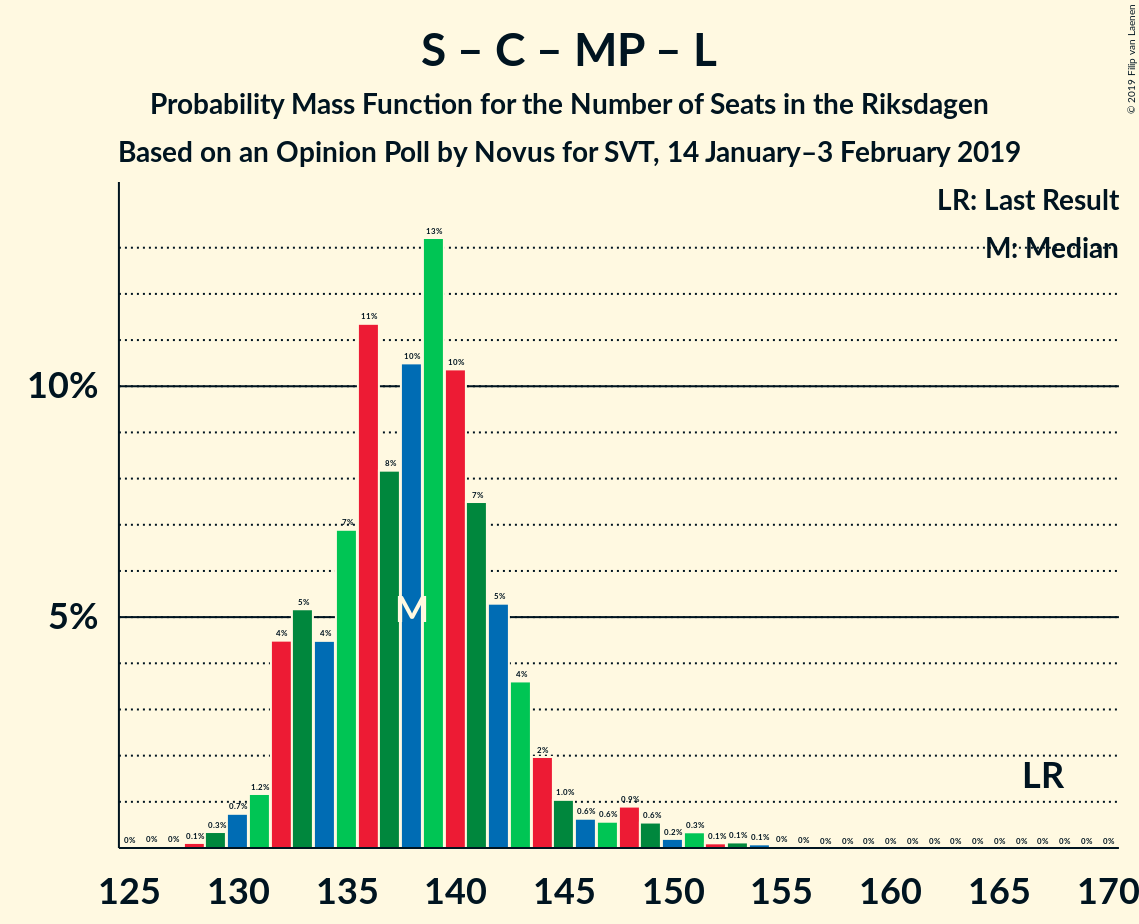 © 2019 Filip van Laenen
S – C – MP – L
Probability Mass Function for the Number of Seats in the Riksdagen
Based on an Opinion Poll by Novus for SVT, 14 January–3 February 2019
LR: Last Result
M: Median
10%
5%
0% 0% 0% 0.1% 0.3% 0.7% 1.2% 4% 5% 4% 7% 11% 8% 10% 13% 10% 7% 5% 4% 2% 1.0% 0.6% 0.6% 0.9% 0.6% 0.2% 0.3% 0.1% 0.1% 0.1% 0% 0% 0% 0% 0% 0% 0% 0% 0% 0% 0% 0% 0% 0% 0% 0%
M
LR
125 130 135 140 145 150 155 160 165 170